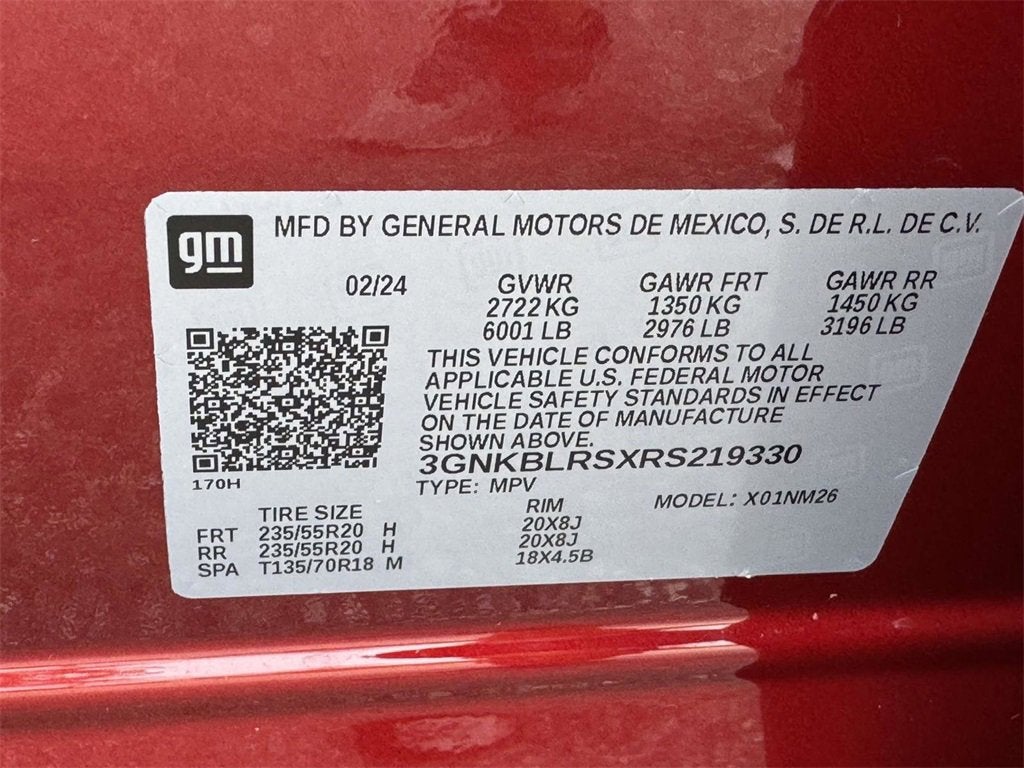 gm
MFD BY GENERAL MOTORS DE MEXICO, S. DE R.L. DE C.V.
02/24 GVWR GAWR FRT GAWR RR
2722 KG 1350 KG 1450 KG
6001 LB 2976 LB 3196 LB
THIS VEHICLE CONFORMS TO ALL
APPLICABLE U.S. FEDERAL MOTOR
VEHICLE SAFETY STANDARDS IN EFFECT
ON THE DATE OF MANUFACTURE
SHOWN ABOVE.
3GNKBLRSXRS219330
170H
TYPE: MPV MODEL: X01NM26
TIRE SIZE RIM
FRT 235/55R20 H 20X8J
RR 235/55R20 H 20X8J
SPA T135/70R18 M 18X4.5B